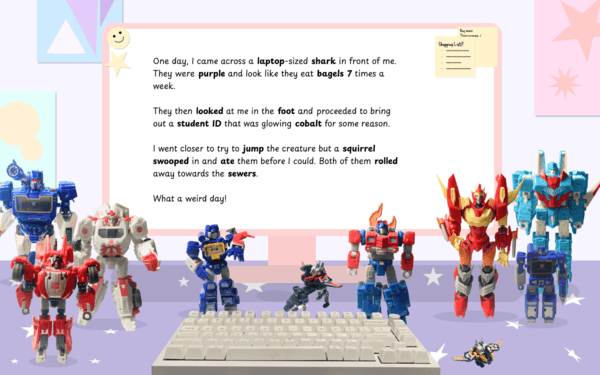 One day, I came across a laptop-sized shark in front of me.
They were purple and look like they eat bagels 7 times a
week.
They then looked at me in the foot and proceeded to bring
out a student ID that was glowing cobalt for some reason.
I went closer to try to jump the creature but a squirrel
swooped in and ate them before I could. Both of them rolled
away towards the sewers.
What a weird day!
Shopping List!